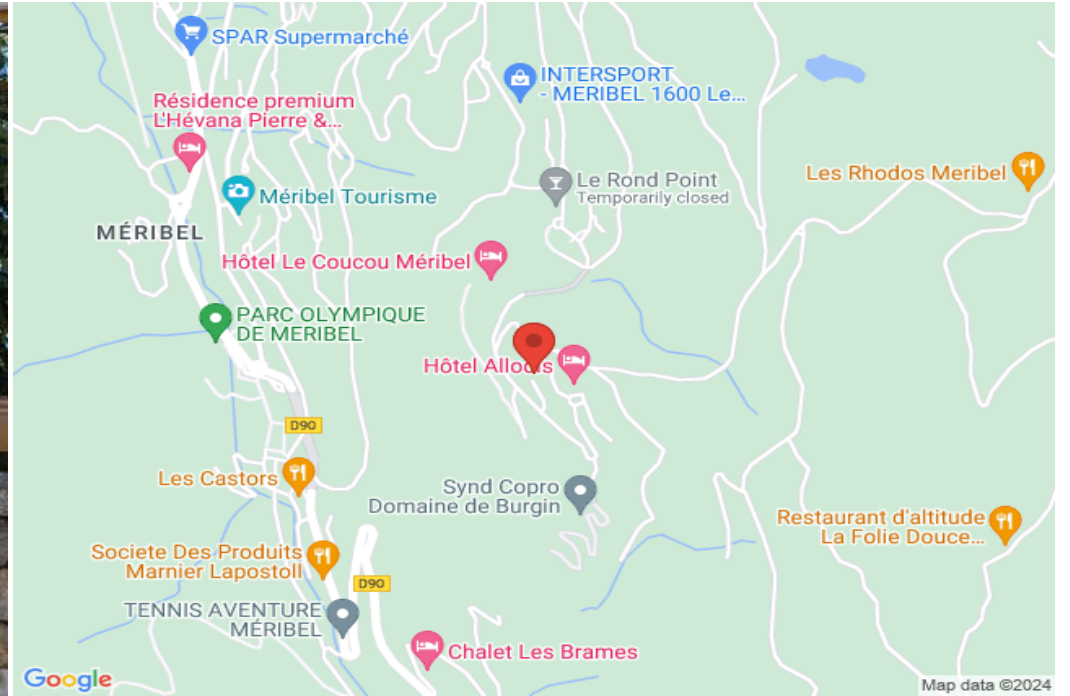 SPAR Supermarché
INTERSPORT
- MERIBEL 1600 Le...
Résidence premium
L'Hévana Pierre &...
Les Rhodos Meribel
Le Rond Point
Temporarily closed
Méribel Tourisme
MÉRIBEL
Hôtel Le Coucou Méribel
PARC OLYMPIQUE
DE MERIBEL
Hôtel Allodis
D90
Les Castors
Synd Copro
Domaine de Burgin
Restaurant d'altitude
La Folie Douce...
Societe Des Produits
Marnier Lapostoll
D90
TENNIS AVENTURE
MÉRIBEL
Chalet Les Brames
Google
Map data ©2024